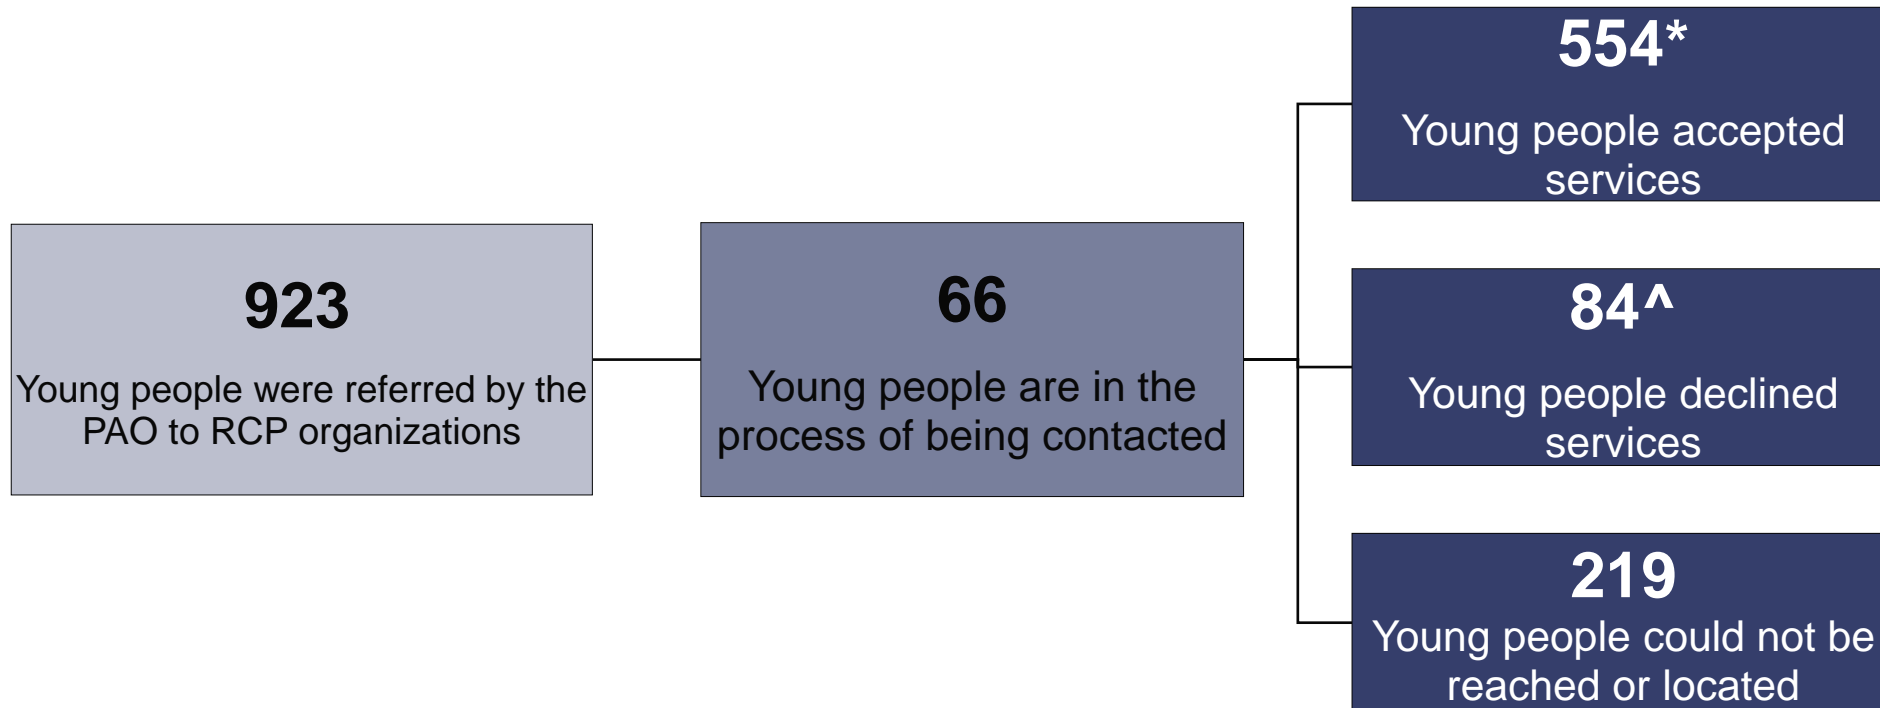 923
Young people were referred by the
PAO to RCP organizations
66
Young people are in the
process of being contacted
554*
Young people accepted
services
84^
Young people declined
services
219
Young people could not be
reached or located